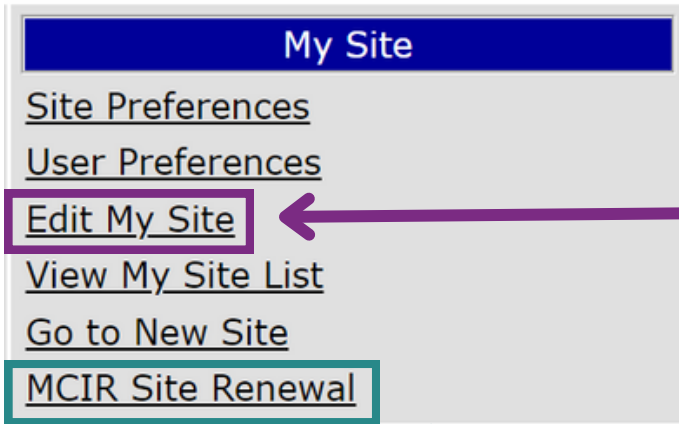 My Site
Site Preferences
User Preferences
Edit My Site
View My Site List
Go to New Site
MCIR Site Renewal